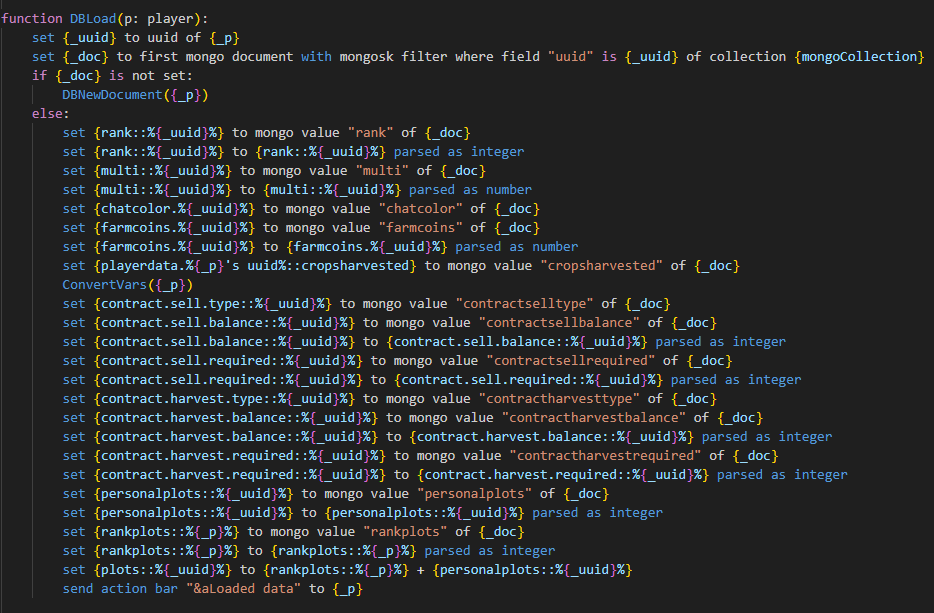 function DBLoad(p: player):
set {_uuid} to uuid of {_p}
set {_doc} to first mongo document with mongosk filter where field "uuid" is {_uuid} of collection {mongoCollection}
if {_doc} is not set:
DBNewDocument({_p})
else:
set {rank::%{_uuid}%} to mongo value "rank" of {_doc}
set {rank::%{_uuid}%} to {rank::%{_uuid}%} parsed as integer
set {multi::%{_uuid}%} to mongo value "multi" of {_doc}
set {multi::%{_uuid}%} to {multi::%{_uuid}%} parsed as number
set {chatcolor.%{_uuid}%} to mongo value "chatcolor" of {_doc}
set {farmcoins.%{_uuid}%} to mongo value "farmcoins" of {_doc}
set {farmcoins.%{_uuid}%} to {farmcoins.%{_uuid}%} parsed as number
set {playerdata.%{_p}'s uuid%::cropsharvested} to mongo value "cropsharvested" of {_doc}
ConvertVars({_p})
set {contract.sell.type::%{_uuid}%} to mongo value "contractselltype" of {_doc}
set {contract.sell.balance::%{_uuid}%} to mongo value "contractsellbalance" of {_doc}
set {contract.sell.balance::%{_uuid}%} to {contract.sell.balance::%{_uuid}%} parsed as integer
set {contract.sell.required::%{_uuid}%} to mongo value "contractsellrequired" of {_doc}
set {contract.sell.required::%{_uuid}%} to {contract.sell.required::%{_uuid}%} parsed as integer
set {contract.harvest.type::%{_uuid}%} to mongo value "contractharvesttype" of {_doc}
set {contract.harvest.balance::%{_uuid}%} to mongo value "contractharvestbalance" of {_doc}
set {contract.harvest.balance::%{_uuid}%} to {contract.harvest.balance::%{_uuid}%} parsed as integer
set {contract.harvest.required::%{_uuid}%} to mongo value "contractharvestrequired" of {_doc}
set {contract.harvest.required::%{_uuid}%} to {contract.harvest.required::%{_uuid}%} parsed as integer
set {personalplots::%{_uuid}%} to mongo value "personalplots" of {_doc}
set {personalplots::%{_uuid}%} to {personalplots::%{_uuid}%} parsed as integer
set {rankplots::%{_p}%} to mongo value "rankplots" of {_doc}
set {rankplots::%{_p}%} to {rankplots::%{_p}%} parsed as integer
set {plots::%{_uuid}%} to {rankplots::%{_p}%} + {personalplots::%{_uuid}%}
send action bar "&aLoaded data" to {_p}